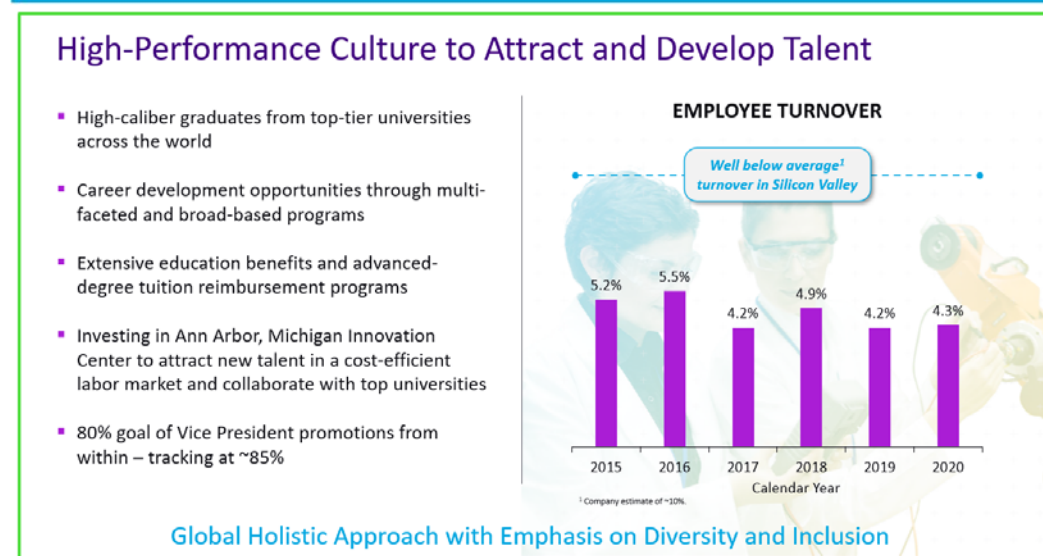 High-Performance Culture to Attract and Develop Talent
▪ High-caliber graduates from top-tier universities
across the world
▪ Career development opportunities through multi-
faceted and broad-based programs
▪ Extensive education benefits and advanced-
degree tuition reimbursement programs
▪ Investing in Ann Arbor, Michigan Innovation
Center to attract new talent in a cost-efficient
labor market and collaborate with top universities
▪ 80% goal of Vice President promotions from
within – tracking at ~85%
EMPLOYEE TURNOVER
Well below average¹
turnover in Silicon Valley
5.2% 5.5% 4.2% 4.9% 4.2% 4.3%
2015 2016 2017 2018 2019 2020
Calendar Year
¹ Company estimate of ~10%.
Global Holistic Approach with Emphasis on Diversity and Inclusion